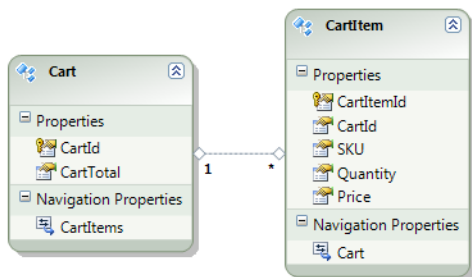 Cart
Properties
CartId
CartTotal
Navigation Properties
CartItems
1
*
CartItem
Properties
CartItemId
CartId
SKU
Quantity
Price
Navigation Properties
Cart